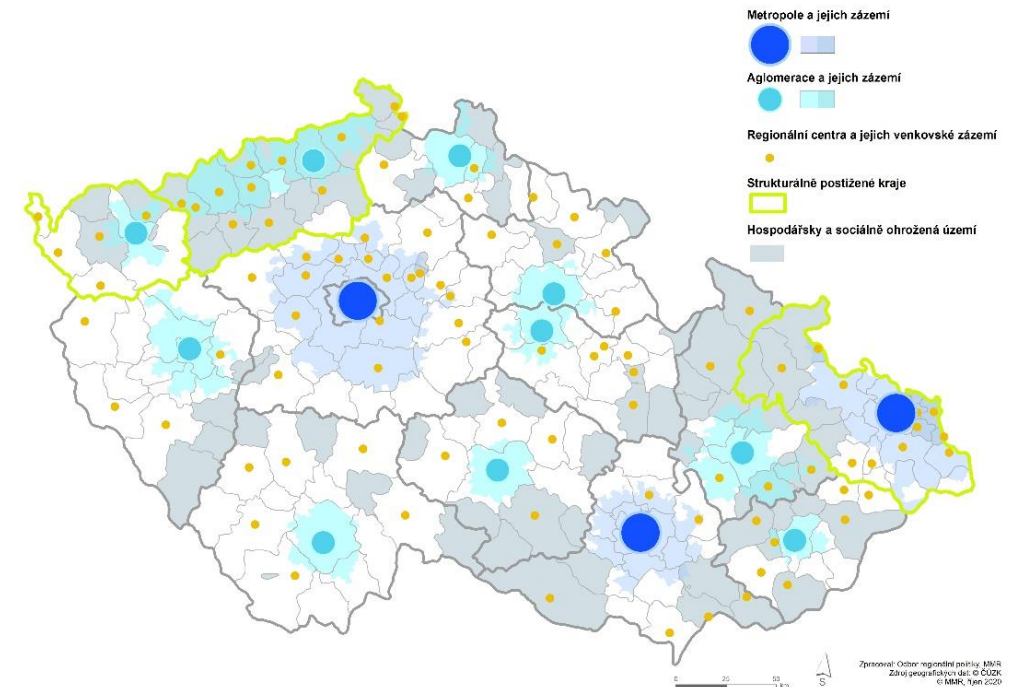 Metropole a jejich zázemí
Aglomerace a jejich zázemí
Regionální centra a jejich venkovské zázemí
Strukturálně postižené kraje
Hospodářsky a sociálně ohrožená území
0 25 50
km
S
Zpracoval: Odbor regionální politiky, MMR
Zdroj geografických dat: © ČÚZK
© MMR, říjen 2020